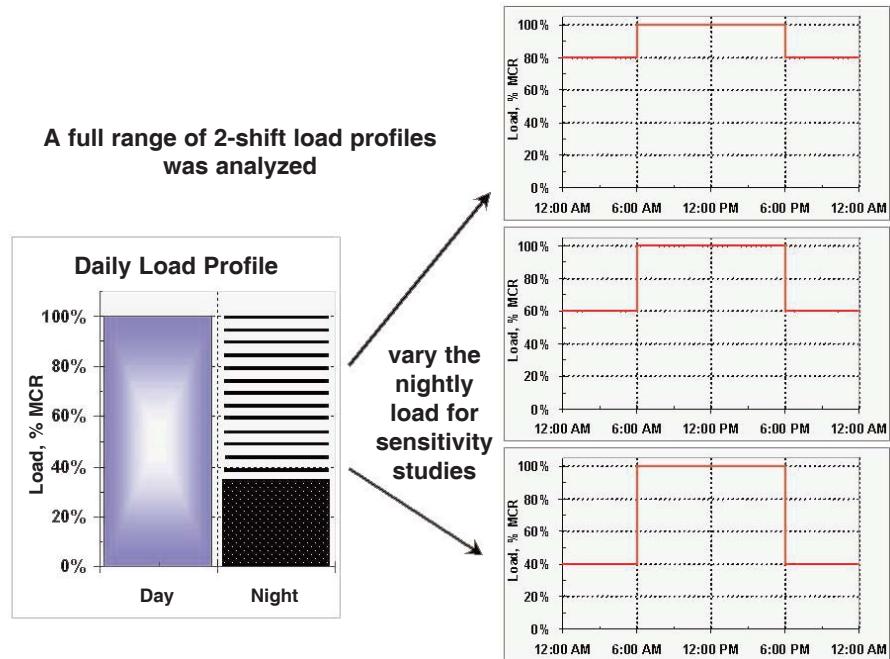 A full range of 2-shift load profiles
was analyzed
Daily Load Profile
Load, % MCR
100%
80%
60%
40%
20%
0%
Day
Night
vary the
nightly
load for
sensitivity
studies
Load, % MCR
100%
80%
60%
40%
20%
0%
12:00 AM 6:00 AM 12:00 PM 6:00 PM 12:00 AM
Load, % MCR
100%
80%
60%
40%
20%
0%
12:00 AM 6:00 AM 12:00 PM 6:00 PM 12:00 AM
Load, % MCR
100%
80%
60%
40%
20%
0%
12:00 AM 6:00 AM 12:00 PM 6:00 PM 12:00 AM